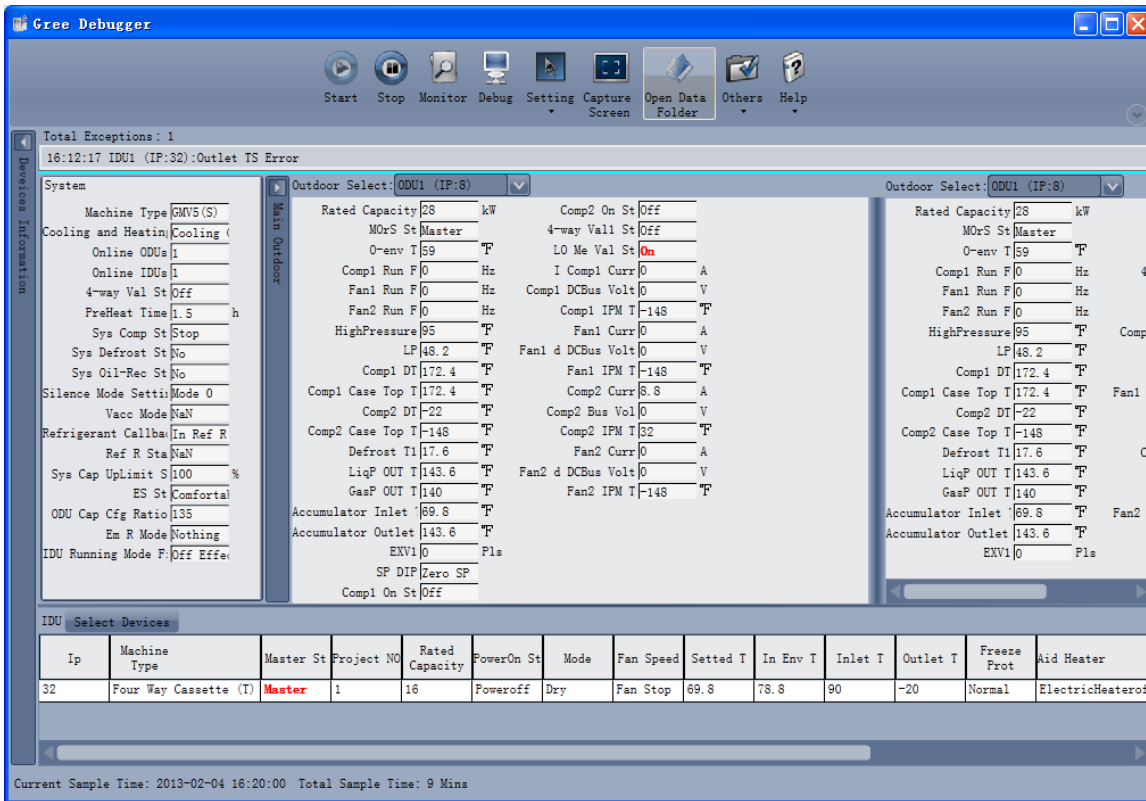 Gree Debugger
Start Stop Monitor Debug Setting Capture Screen Open Data Folder Others Help
Total Exceptions: 1
16:12:17 IDU1 (IP:32):Outlet TS Error
Deveices Information
System
Machine Type GMV5(S)
Cooling and Heatin Cooling
Online ODUs 1
Online IDUs 1
4-way Val St Off
PreHeat Time 1.5 h
Sys Comp St Stop
Sys Defrost St No
Sys Oil-Rec St No
Silence Mode Setti Mode 0
Vacc Mode NaN
Refrigerant Callba In Ref R
Ref R Sta NaN
Sys Cap UpLimit S 100 %
ES St Comforta
ODU Cap Cfg Ratio 135
Em R Mode Nothing
IDU Running Mode F Off Effe
Main Outdoor
Outdoor Select: ODU1 (IP:8)
Rated Capacity 28 kW
MOrS St Master
O-env T 59 ℉
Comp1 Run F 0 Hz
Fan1 Run F 0 Hz
Fan2 Run F 0 Hz
HighPressure 95 ℉
LP 48.2 ℉
Comp1 DT 172.4 ℉
Comp1 Case Top T 172.4 ℉
Comp2 DT -22 ℉
Comp2 Case Top T -148 ℉
Defrost T1 17.6 ℉
LiqP OUT T 143.6 ℉
GasP OUT T 140 ℉
Accumulator Inlet 69.8 ℉
Accumulator Outlet 143.6 ℉
EXV1 0 Pls
SP DIP Zero SP
Comp1 On St Off
Comp2 On St Off
4-way Val1 St Off
LO Me Val St On
I Comp1 Curr 0 A
Comp1 DCBus Volt 0 V
Comp1 IPM T -148 ℉
Fan1 Curr 0 A
Fan1 d DCBus Volt 0 V
Fan1 IPM T -148 ℉
Comp2 Curr 8.8 A
Comp2 Bus Vol 0 V
Comp2 IPM T 32 ℉
Fan2 Curr 0 A
Fan2 d DCBus Volt 0 V
Fan2 IPM T -148 ℉
Outdoor Select: ODU1 (IP:8)
Rated Capacity 28 kW
MOrS St Master
O-env T 59 ℉
Comp1 Run F 0 Hz 4
Fan1 Run F 0 Hz
Fan2 Run F 0 Hz
HighPressure 95 ℉ Comp
LP 48.2 ℉
Comp1 DT 172.4 ℉
Comp1 Case Top T 172.4 ℉ Fan1
Comp2 DT -22 ℉
Comp2 Case Top T -148 ℉
Defrost T1 17.6 ℉ C
LiqP OUT T 143.6 ℉
GasP OUT T 140 ℉
Accumulator Inlet 69.8 ℉ Fan2
Accumulator Outlet 143.6 ℉
EXV1 0 Pls
IDU Select Devices
Ip Machine Type Master St Project NO Rated Capacity PowerOn St Mode Fan Speed Setted T In Env T Inlet T Outlet T Freeze Prot Aid Heater
32 Four Way Cassette (T) Master 1 16 Poweroff Dry Fan Stop 69.8 78.8 90 -20 Normal ElectricHeaterof
Current Sample Time: 2013-02-04 16:20:00 Total Sample Time: 9 Mins